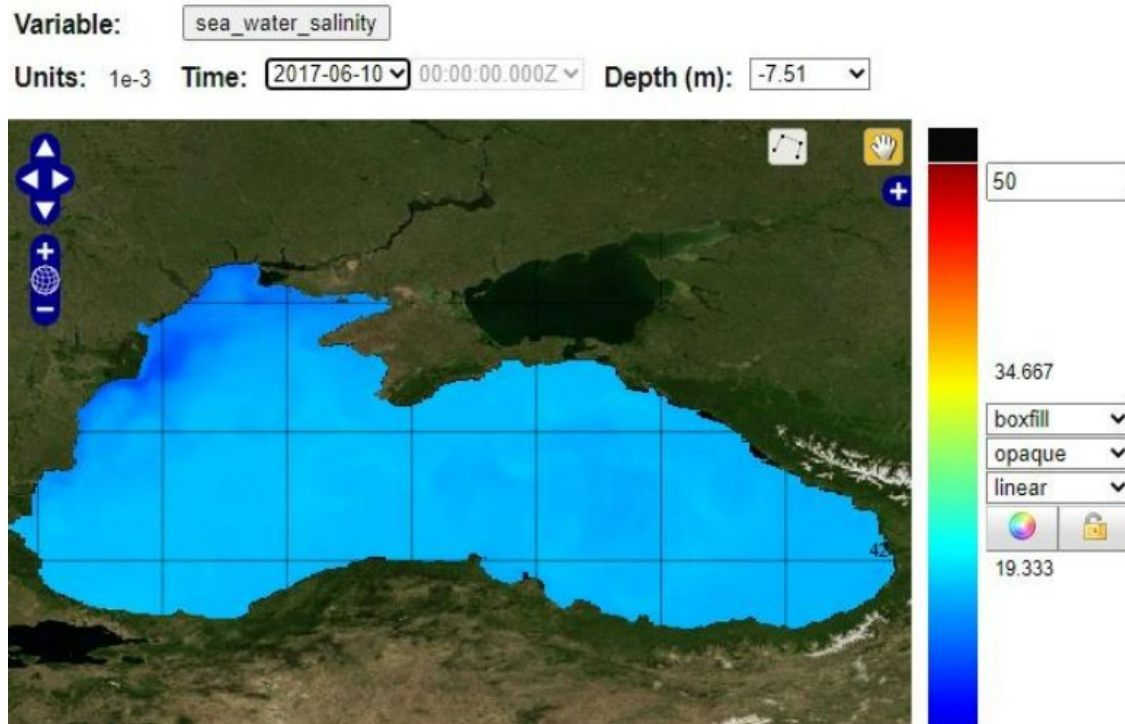 Variable: sea_water_salinity
Units: 1e-3 Time: 2017-06-10 00:00:00.000Z Depth (m): -7.51
50
34.667
boxfill
opaque
linear
42
19.333